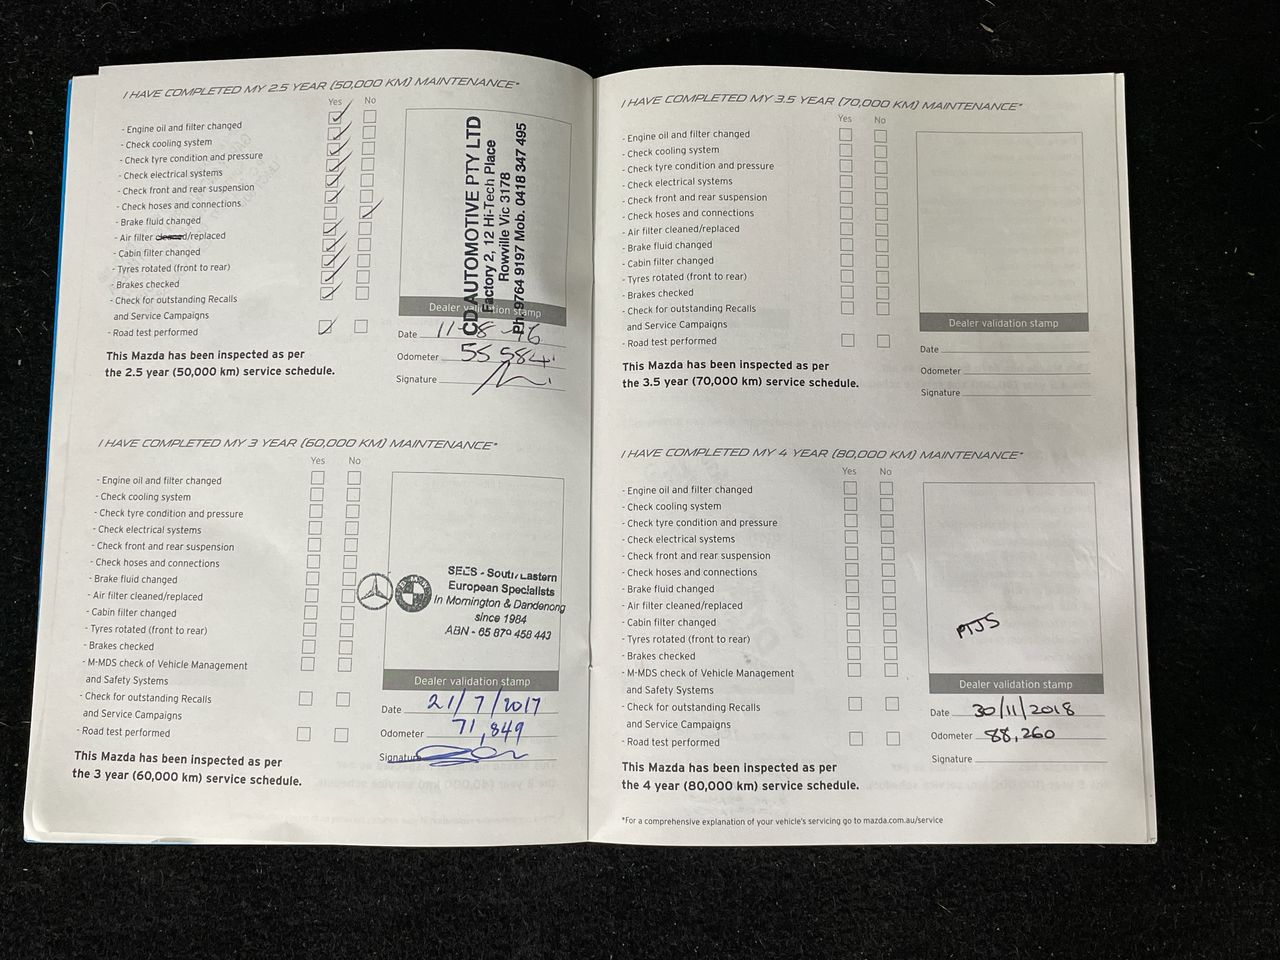 I HAVE COMPLETED MY 2.5 YEAR (50,000 KM) MAINTENANCE*
Yes No
- Engine oil and filter changed
- Check cooling system
- Check tyre condition and pressure
- Check electrical systems
- Check front and rear suspension
- Check hoses and connections
- Brake fluid changed
- Air filter cleaned/replaced
- Cabin filter changed
- Tyres rotated (front to rear)
- Brakes checked
- Check for outstanding Recalls
and Service Campaigns
- Road test performed
This Mazda has been inspected as per
the 2.5 year (50,000 km) service schedule.
CD AUTOMOTIVE PTY LTD
Factory 2, 12 Hi-Tech Place
Rowville Vic 3178
Ph. 9764 9197 Mob. 0418 347 495
Dealer validation stamp
Date 11-8-16
Odometer 55 584
Signature
I HAVE COMPLETED MY 3 YEAR (60,000 KM) MAINTENANCE*
Yes No
- Engine oil and filter changed
- Check cooling system
- Check tyre condition and pressure
- Check electrical systems
- Check front and rear suspension
- Check hoses and connections
- Brake fluid changed
- Air filter cleaned/replaced
- Cabin filter changed
- Tyres rotated (front to rear)
- Brakes checked
- M-MDS check of Vehicle Management
and Safety Systems
- Check for outstanding Recalls
and Service Campaigns
- Road test performed
This Mazda has been inspected as per
the 3 year (60,000 km) service schedule.
SEES - South Eastern
European Specialists
In Mornington & Dandenong
since 1984
ABN - 65 879 458 443
Dealer validation stamp
Date 21/7/2017
Odometer 71,849
Signature
I HAVE COMPLETED MY 3.5 YEAR (70,000 KM) MAINTENANCE*
Yes No
- Engine oil and filter changed
- Check cooling system
- Check tyre condition and pressure
- Check electrical systems
- Check front and rear suspension
- Check hoses and connections
- Air filter cleaned/replaced
- Brake fluid changed
- Cabin filter changed
- Tyres rotated (front to rear)
- Brakes checked
- Check for outstanding Recalls
and Service Campaigns
- Road test performed
This Mazda has been inspected as per
the 3.5 year (70,000 km) service schedule.
Dealer validation stamp
Date
Odometer
Signature
I HAVE COMPLETED MY 4 YEAR (80,000 KM) MAINTENANCE*
Yes No
- Engine oil and filter changed
- Check cooling system
- Check tyre condition and pressure
- Check electrical systems
- Check front and rear suspension
- Check hoses and connections
- Brake fluid changed
- Air filter cleaned/replaced
- Cabin filter changed
- Tyres rotated (front to rear)
- Brakes checked
- M-MDS check of Vehicle Management
and Safety Systems
- Check for outstanding Recalls
and Service Campaigns
- Road test performed
This Mazda has been inspected as per
the 4 year (80,000 km) service schedule.
PTJS
Dealer validation stamp
Date 30/11/2018
Odometer 88,260
Signature
*For a comprehensive explanation of your vehicle's servicing go to mazda.com.au/service